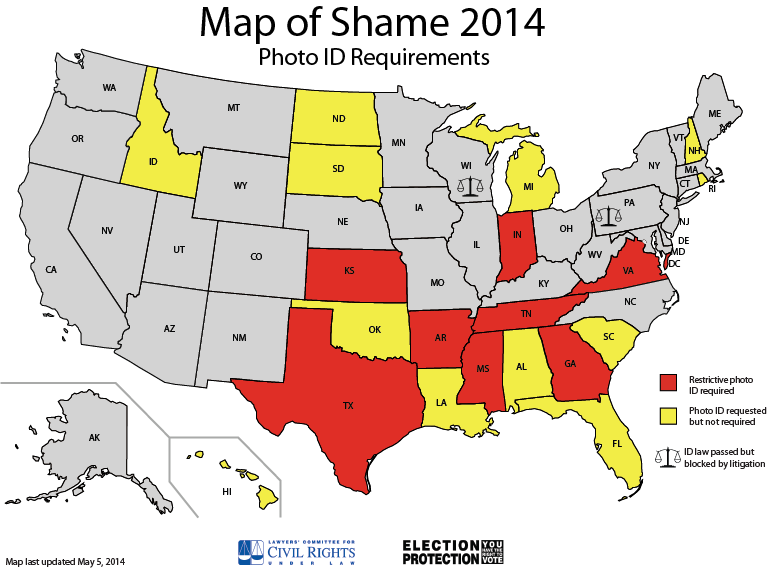 Map of Shame 2014
Photo ID Requirements
WA
OR
CA
NV
ID
MT
WY
UT
AZ
CO
NM
ND
SD
NE
KS
OK
TX
MN
IA
MO
AR
LA
WI
IL
MS
MI
IN
KY
TN
AL
OH
WV
VA
NC
SC
GA
FL
PA
NY
VT
NH
ME
MA
CT
RI
NJ
DE
MD
DC
AK
HI
Restrictive photo
ID required
Photo ID requested
but not required
ID law passed but
blocked by litigation
Map last updated May 5, 2014
LAWYERS' COMMITTEE FOR
CIVIL RIGHTS
UNDER LAW
ELECTION
PROTECTION
YOU
HAVE THE
RIGHT TO
VOTE